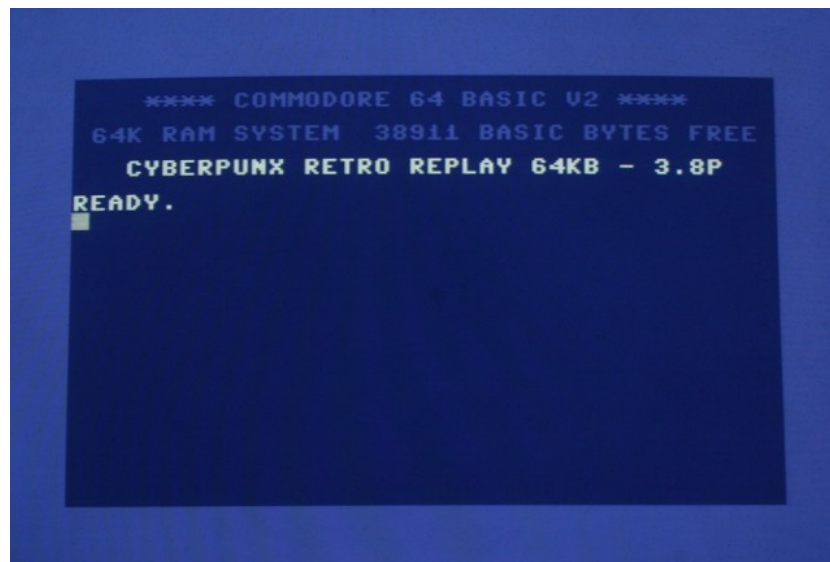 **** COMMODORE 64 BASIC V2 ****
64K RAM SYSTEM  38911 BASIC BYTES FREE
CYBERPUNX RETRO REPLAY 64KB - 3.8P
READY.